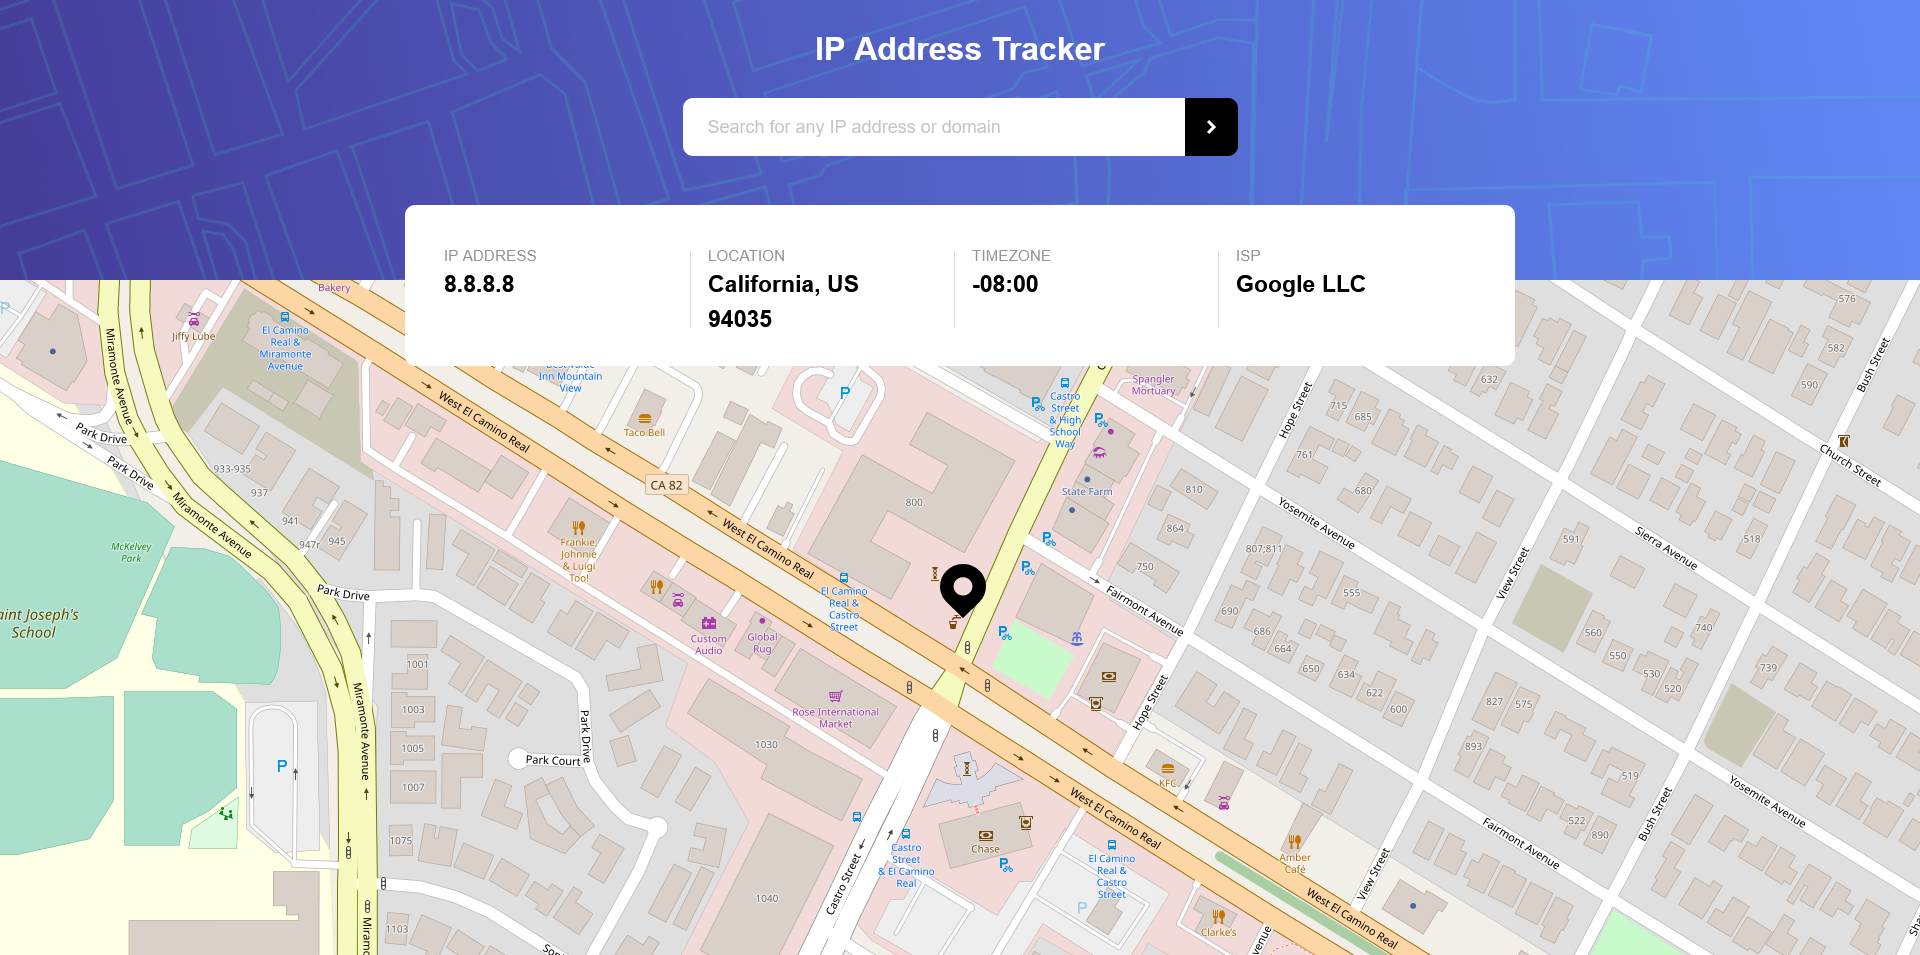 IP Address Tracker
Search for any IP address or domain
IP ADDRESS
8.8.8.8
LOCATION
California, US
94035
TIMEZONE
-08:00
ISP
Google LLC
Bakery
P
Jiffy Lube
El Camino
Real &
Miramonte
Avenue
Miramonte Avenue
Park Drive
Park Drive
Miramonte Avenue
933-935
937
941
947r
945
McKelvey
Park
aint Joseph's
School
Park Drive
West El Camino Real
Inn Mountain
View
Taco Bell
P
CA 82
800
West El Camino Real
Frankie
Johnnie
& Luigi
Too!
Custom
Audio
Global
Rug
El Camino
Real &
Castro
Street
Castro
Street
& High
School
Way
P
P
Spangler
Mortuary
State Farm
P
P
P
810
864
750
Fairmont Avenue
Hope Street
715
685
761
680
632
576
582
590
Bush Street
Church Street
Yosemite Avenue
807;811
Sierra Avenue
591
518
View Street
555
690
686
664
650
634
622
600
560
550
530
520
740
739
827
575
893
519
522
890
Hope Street
Yosemite Avenue
Bush Street
Fairmont Avenue
View Street
1001
1003
1005
1007
1075
1103
Miramonte Avenue
Miramo
P
Park Drive
Park Court
Rose International
Market
1030
1040
Castro Street
Castro
Street
& El Camino
Real
Chase
P
KFC
West El Camino Real
El Camino
Real &
Castro
Street
P
Amber
Café
Clarke's
West El Camino Real